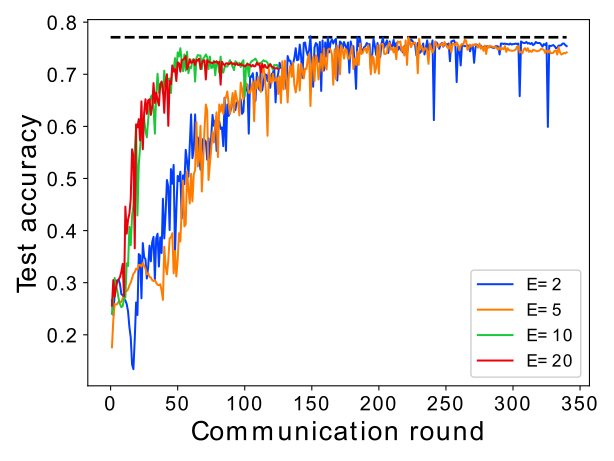 Test accuracy
0.8
0.7
0.6
0.5
0.4
0.3
0.2
E= 2
E= 5
E= 10
E= 20
0 50 100 150 200 250 300 350
Communication round